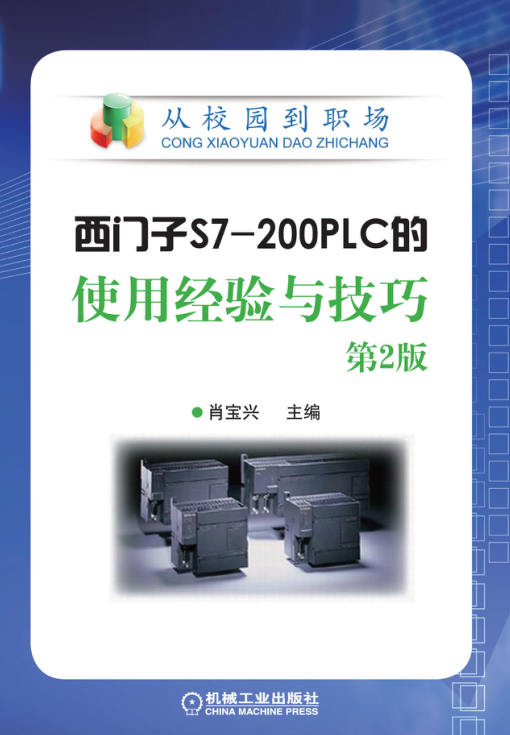 从校园到职场
CONG XIAOYUAN DAO ZHICHANG
西门子S7-200PLC的
使用经验与技巧
第2版
●肖宝兴 主编
机械工业出版社
CHINA MACHINE PRESS